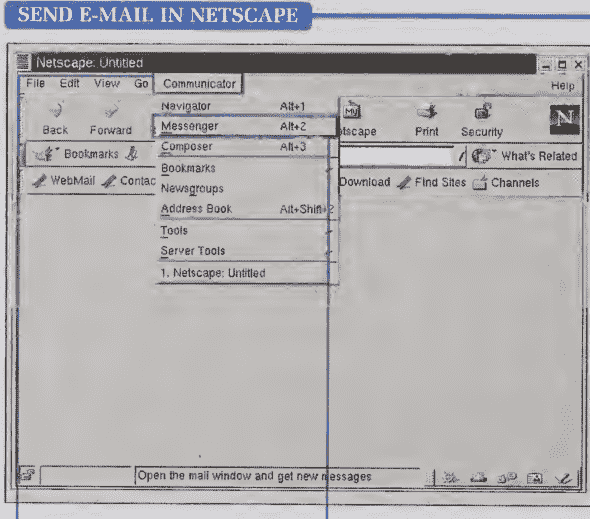 SEND E-MAIL IN NETSCAPE
Netscape: Untitled
File Edit View Go Communicator Help
Navigator Alt+1
Messenger Alt+2
Composer Alt+3
Bookmarks
Newsgroups
Address Book Alt+Shift+2
Tools
Server Tools
1. Netscape: Untitled
Back Forward My tscape Print Security N
Bookmarks What's Related
WebMail Contac Download Find Sites Channels
Open the mail window and get new messages